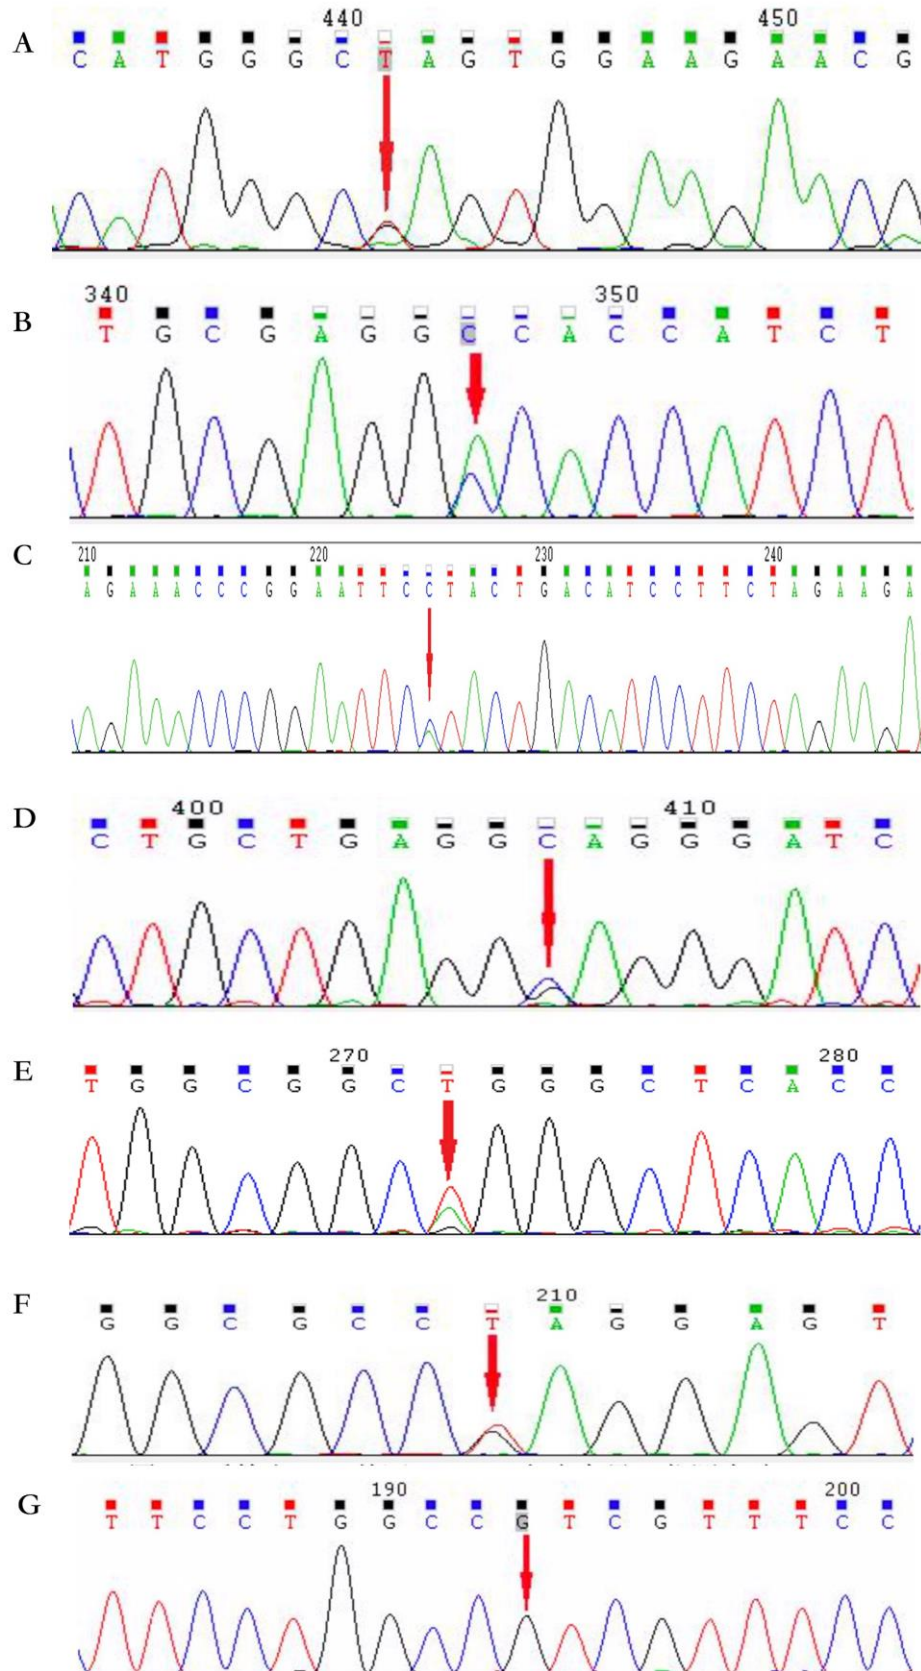 A
440 450
C A T G G G C T A G T G G A A G A A C G
B
340 350
T G C G A G G C C A C C A T C T
C
210 220 230 240
A G A A A C C C G G A A T T C C T A C T G A C A T C C T T C T A G A A G A
D
400 410
C T G C T G A G G C A G G G A T C
E
270 280
T G G C G G C T G G G C T C A C C
F
210
G G C G C C T A G G A G T
G
190 200
T T C C T G G C C G T C G T T T C C